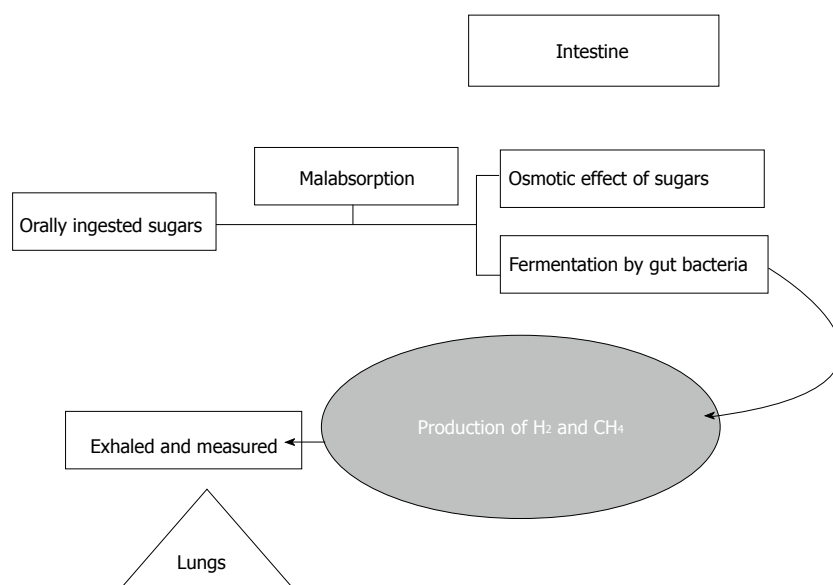 Intestine
Malabsorption
Osmotic effect of sugars
Orally ingested sugars
Fermentation by gut bacteria
Production of H₂ and CH₄
Exhaled and measured
Lungs